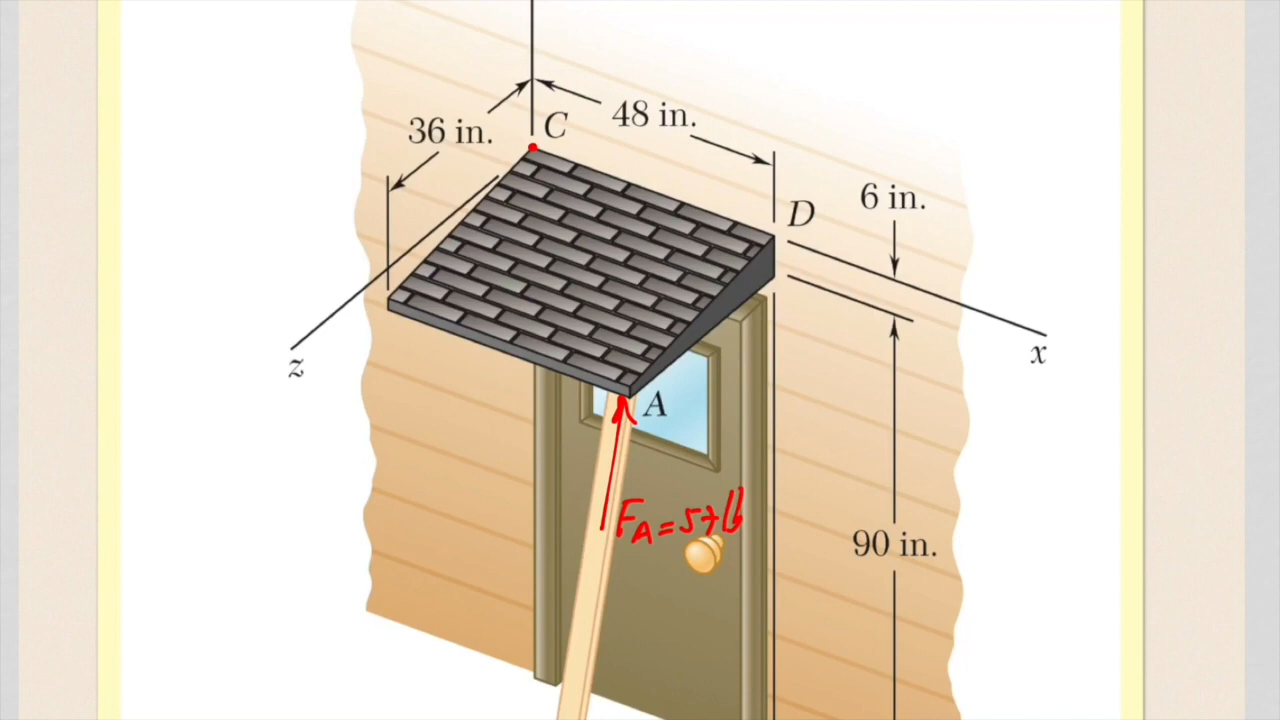 C
48 in.
36 in.
D
6 in.
x
z
A
F_A = 57 lb
90 in.